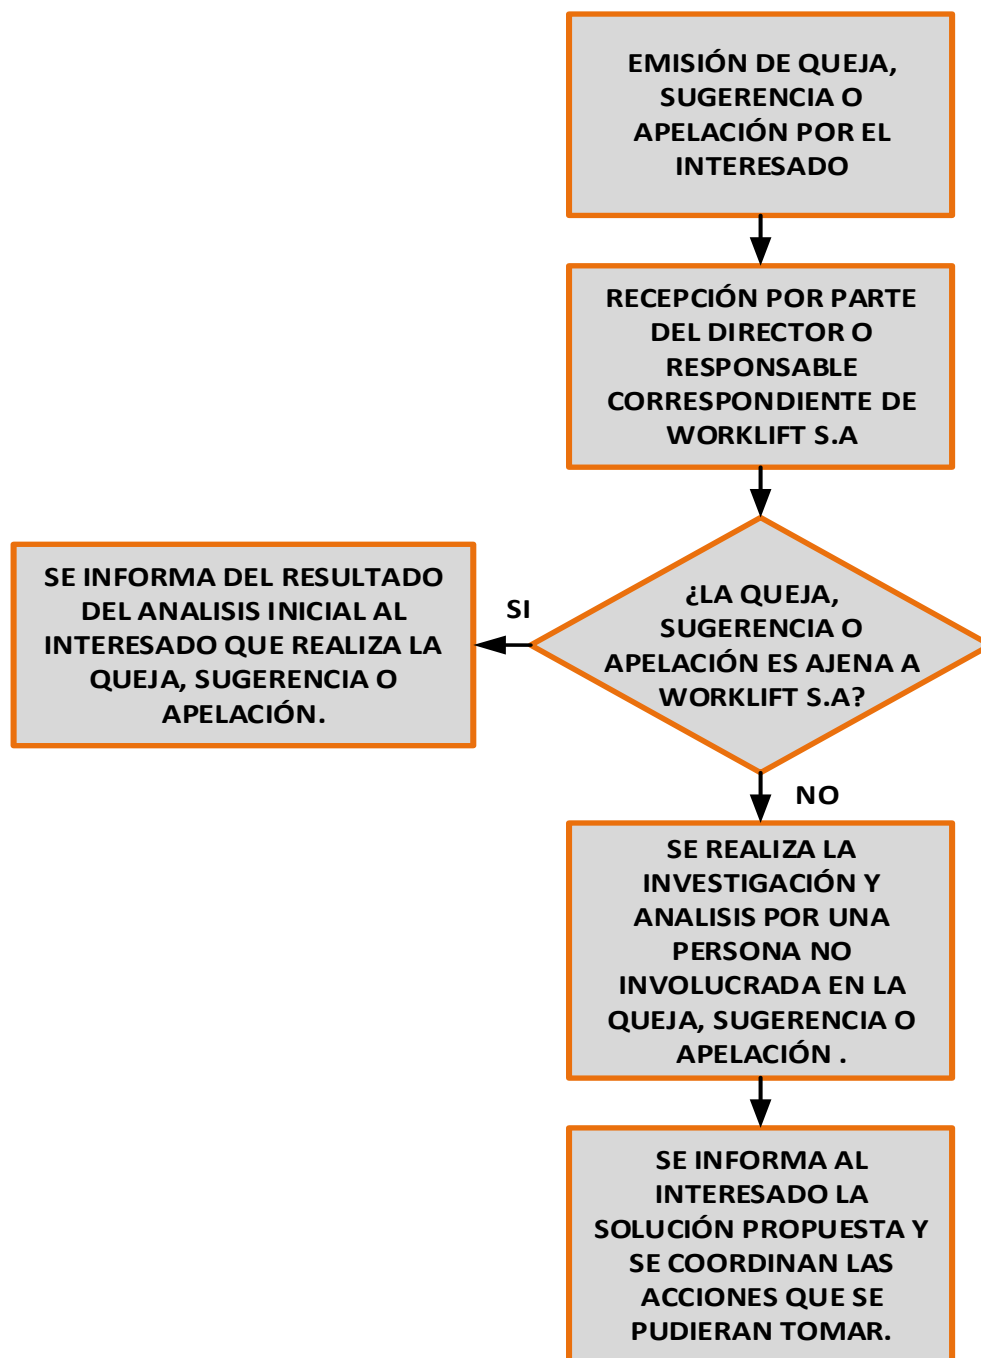 EMISIÓN DE QUEJA,
SUGERENCIA O
APELACIÓN POR EL
INTERESADO
RECEPCIÓN POR PARTE
DEL DIRECTOR O
RESPONSABLE
CORRESPONDIENTE DE
WORKLIFT S.A
¿LA QUEJA,
SUGERENCIA O
APELACIÓN ES AJENA A
WORKLIFT S.A?
SI
SE INFORMA DEL RESULTADO
DEL ANALISIS INICIAL AL
INTERESADO QUE REALIZA LA
QUEJA, SUGERENCIA O
APELACIÓN.
NO
SE REALIZA LA
INVESTIGACIÓN Y
ANALISIS POR UNA
PERSONA NO
INVOLUCRADA EN LA
QUEJA, SUGERENCIA O
APELACIÓN .
SE INFORMA AL
INTERESADO LA
SOLUCIÓN PROPUESTA Y
SE COORDINAN LAS
ACCIONES QUE SE
PUDIERAN TOMAR.